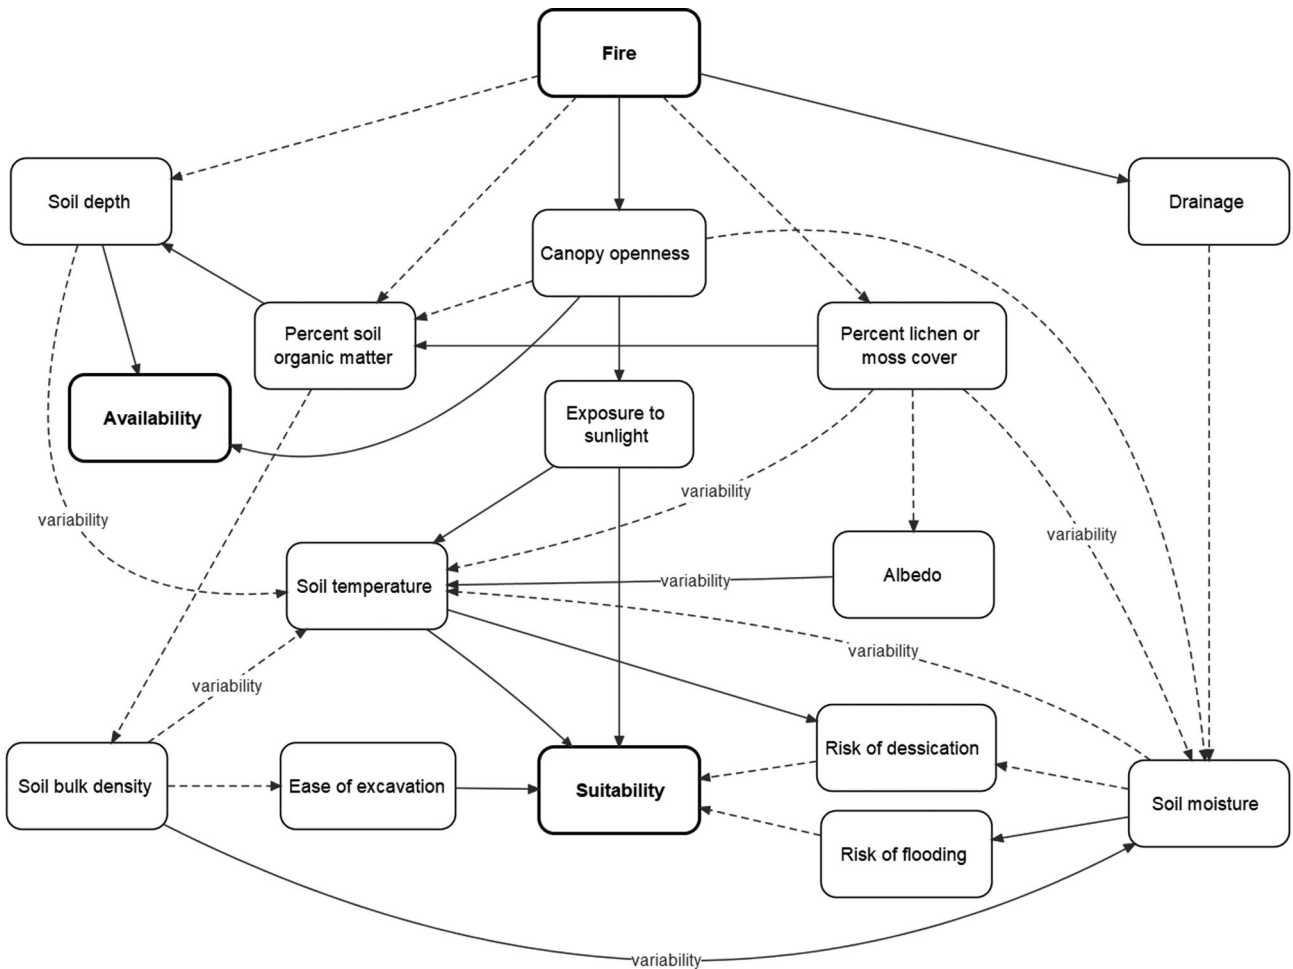 Fire
Soil depth
Drainage
Canopy openness
Percent soil
organic matter
Percent lichen or
moss cover
Availability
Exposure to
sunlight
variability
variability
variability
Soil temperature
variability
Albedo
variability
variability
Soil bulk density
Ease of excavation
Suitability
Risk of dessication
Soil moisture
Risk of flooding
variability